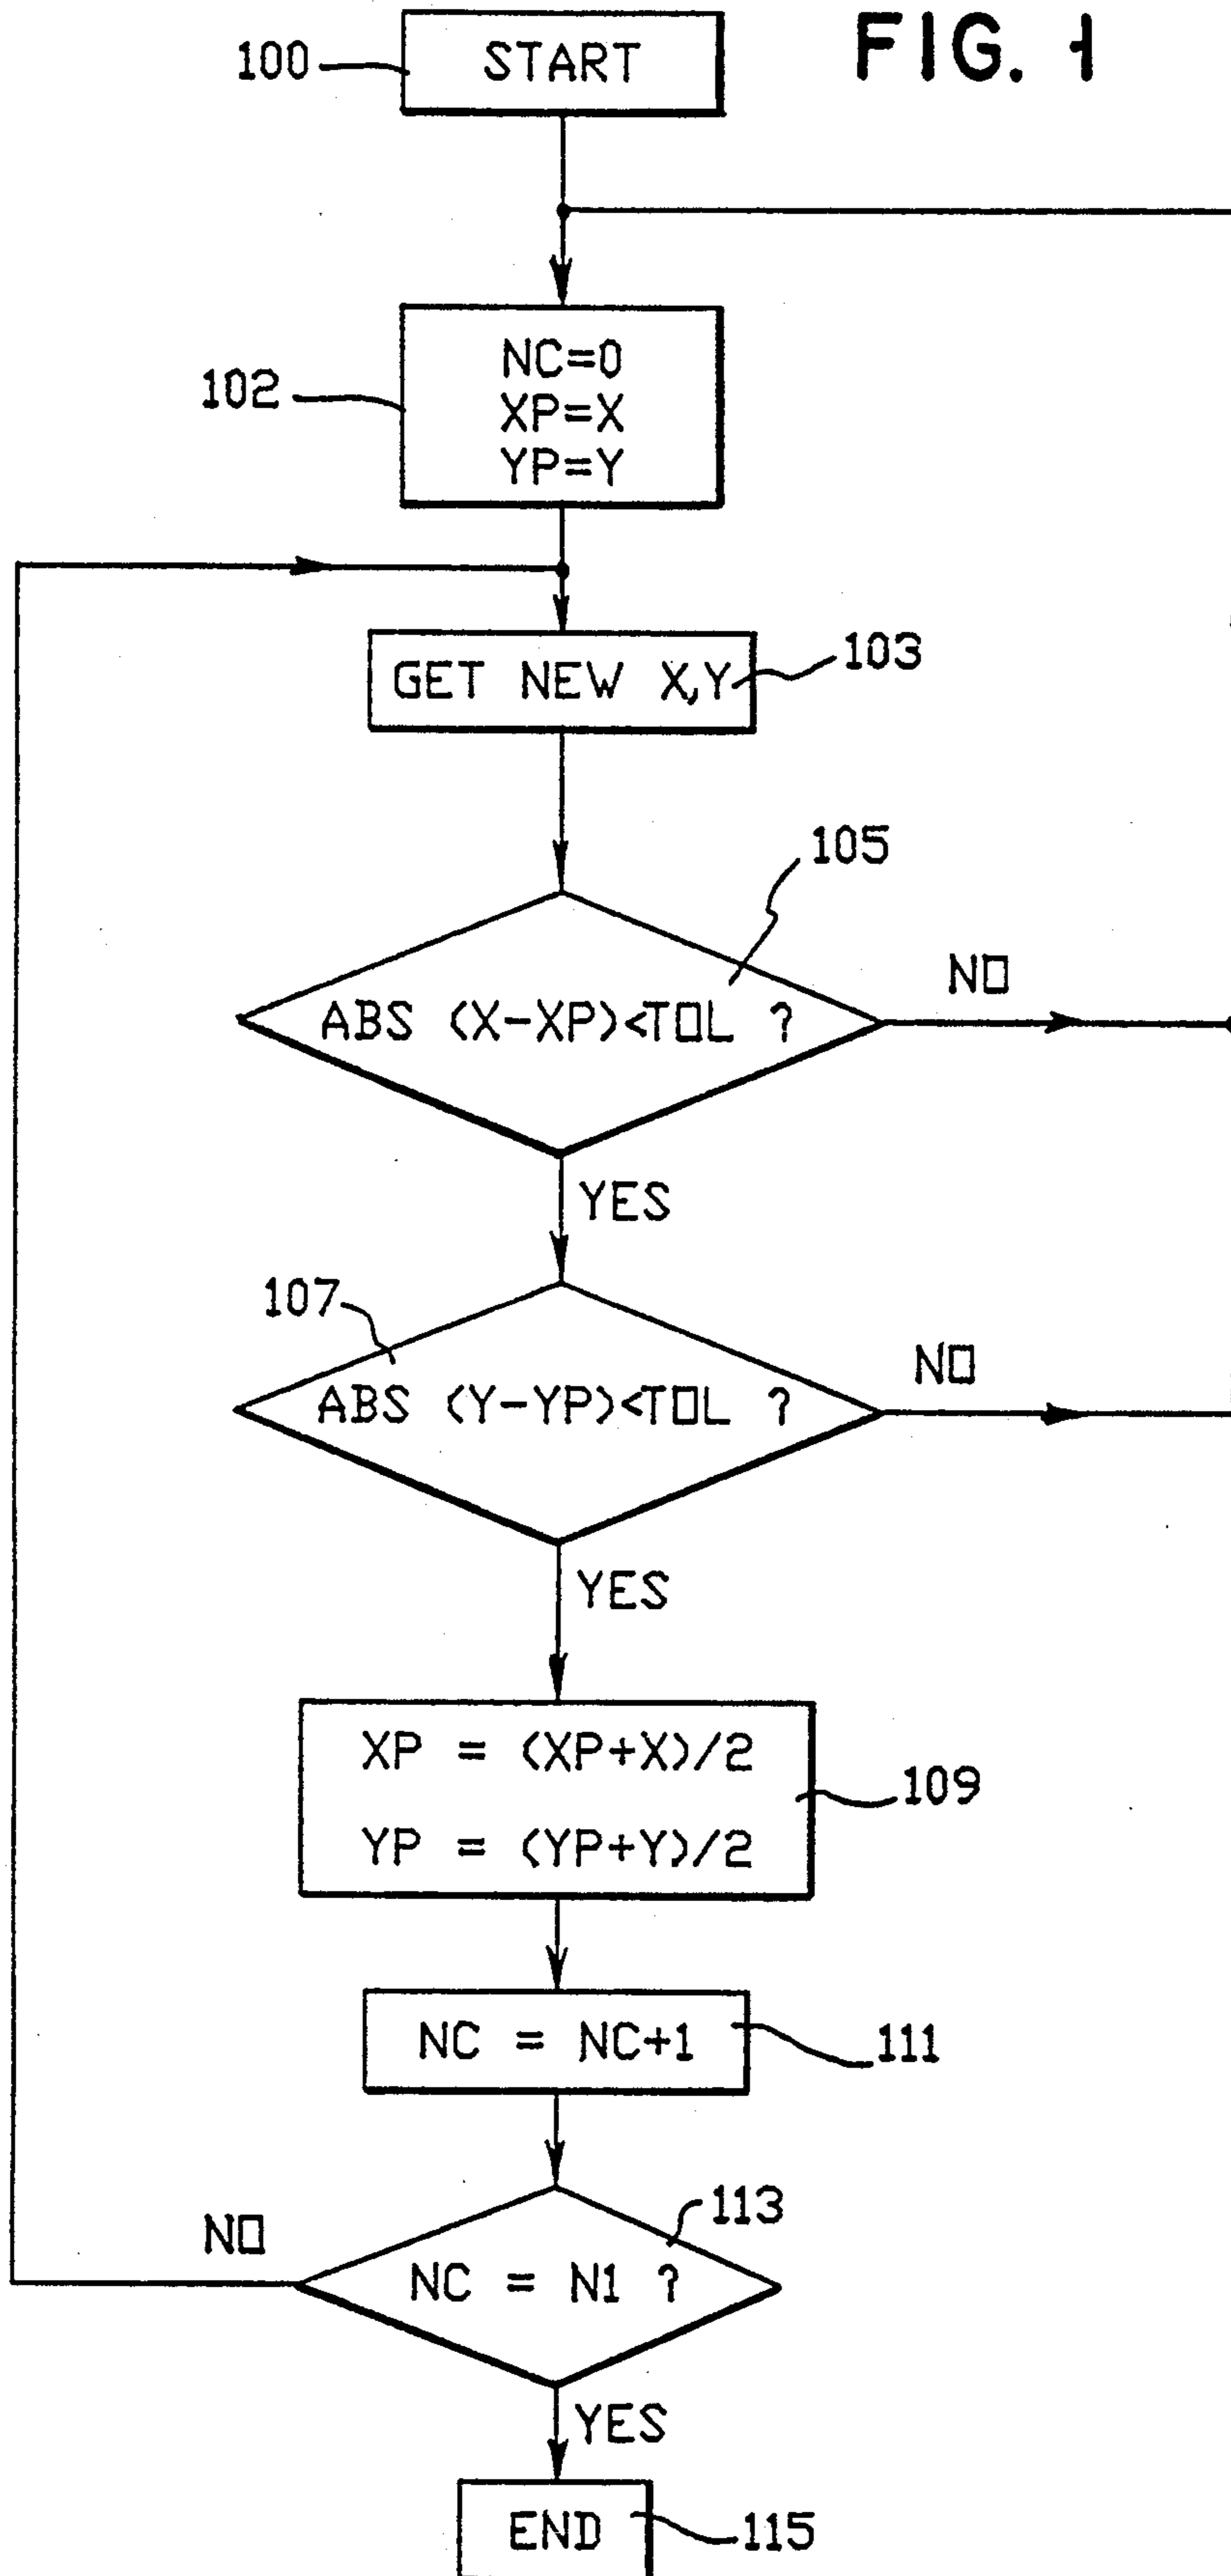 FIG. 1
100
START
102
NC=0
XP=X
YP=Y
GET NEW X,Y
103
105
ABS (X-XP)<TOL ?
NO
YES
107
ABS (Y-YP)<TOL ?
NO
YES
XP = (XP+X)/2
YP = (YP+Y)/2
109
NC = NC+1
111
113
NC = N1 ?
NO
YES
END
115